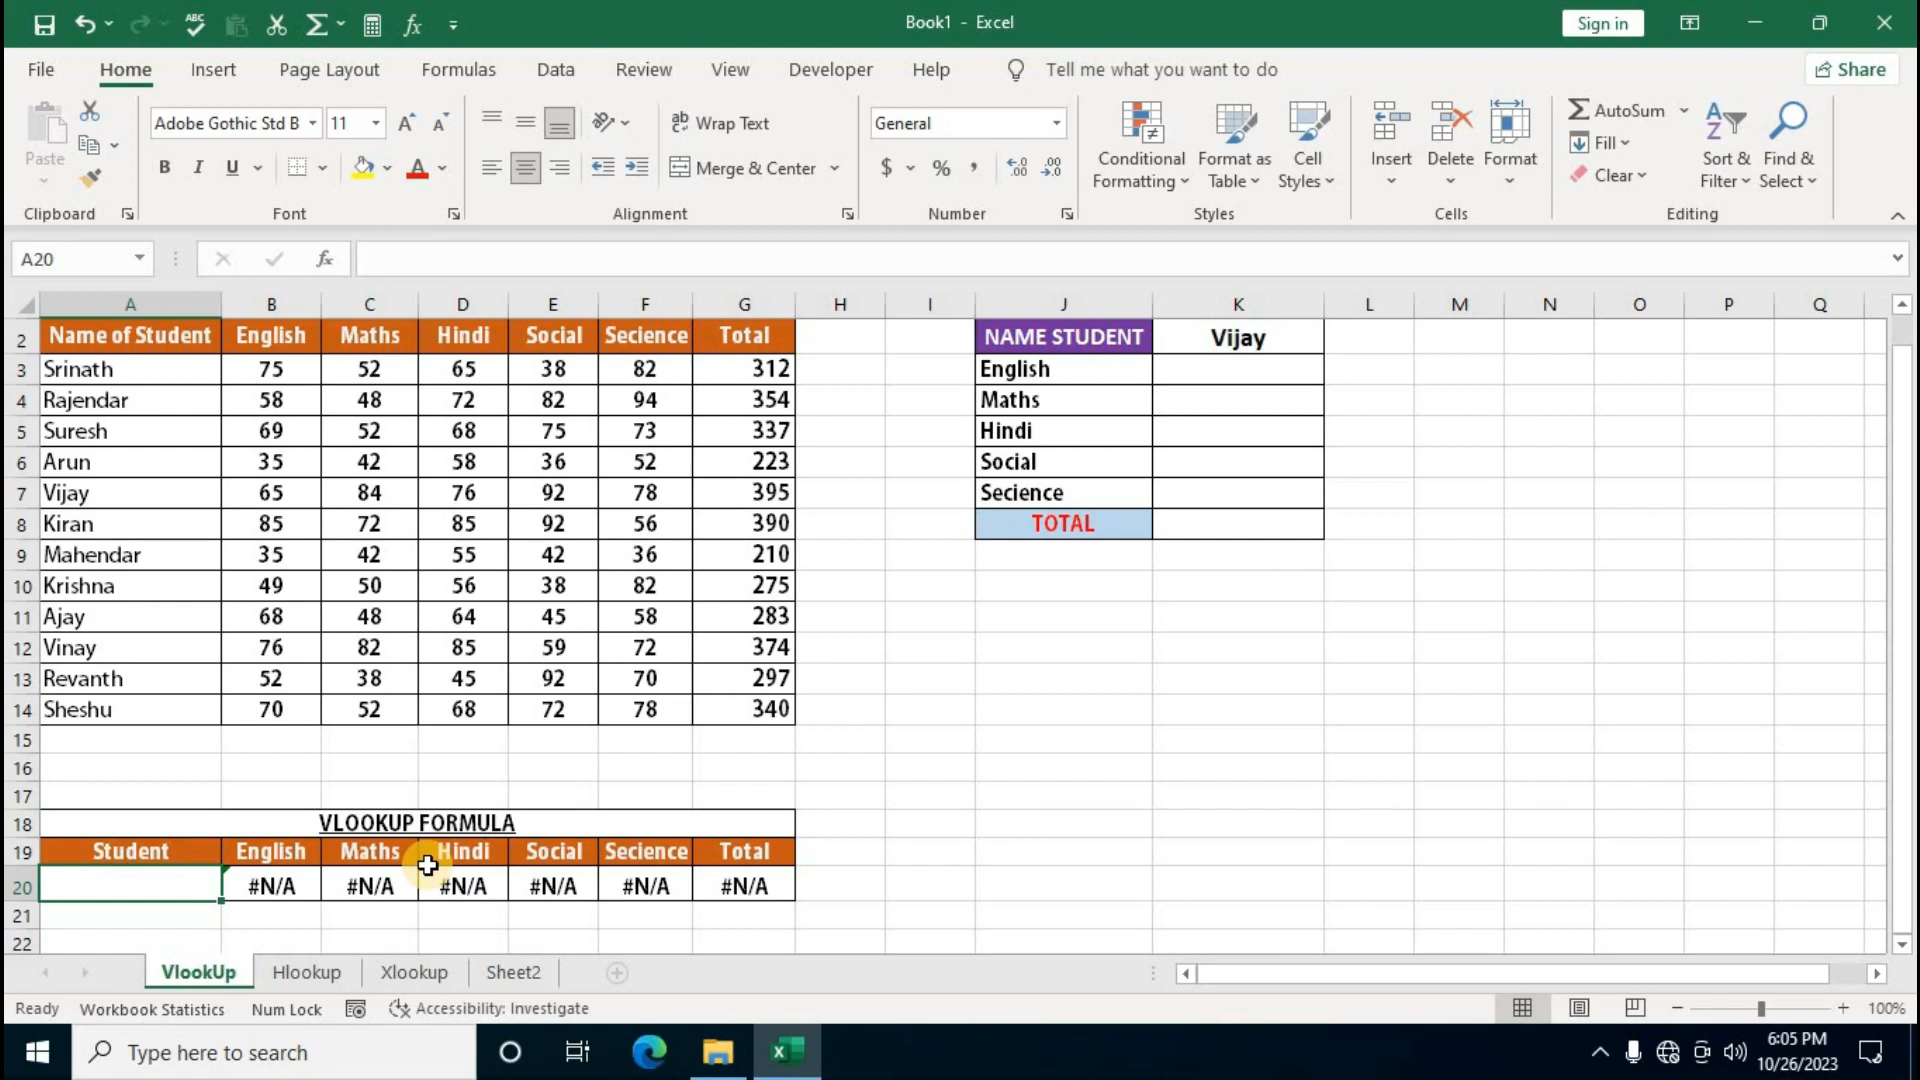 Book1 - Excel
Sign in
File Home Insert Page Layout Formulas Data Review View Developer Help Tell me what you want to do Share
Paste
Adobe Gothic Std B 11
Wrap Text
Merge & Center
General
Conditional Formatting
Format as Table
Cell Styles
Insert Delete Format
AutoSum
Fill
Clear
Sort & Filter
Find & Select
Clipboard Font Alignment Number Styles Cells Editing
A20 fx
A B C D E F G H I J K L M N O P Q
2 Name of Student English Maths Hindi Social Secience Total NAME STUDENT Vijay
3 Srinath 75 52 65 38 82 312 English
4 Rajendar 58 48 72 82 94 354 Maths
5 Suresh 69 52 68 75 73 337 Hindi
6 Arun 35 42 58 36 52 223 Social
7 Vijay 65 84 76 92 78 395 Secience
8 Kiran 85 72 85 92 56 390 TOTAL
9 Mahendar 35 42 55 42 36 210
10 Krishna 49 50 56 38 82 275
11 Ajay 68 48 64 45 58 283
12 Vinay 76 82 85 59 72 374
13 Revanth 52 38 45 92 70 297
14 Sheshu 70 52 68 72 78 340
15
16
17
18 VLOOKUP FORMULA
19 Student English Maths Hindi Social Secience Total
20 #N/A #N/A #N/A #N/A #N/A #N/A
21
22
VlookUp Hlookup Xlookup Sheet2
Ready Workbook Statistics Num Lock Accessibility: Investigate 100%
Type here to search
6:05 PM
10/26/2023